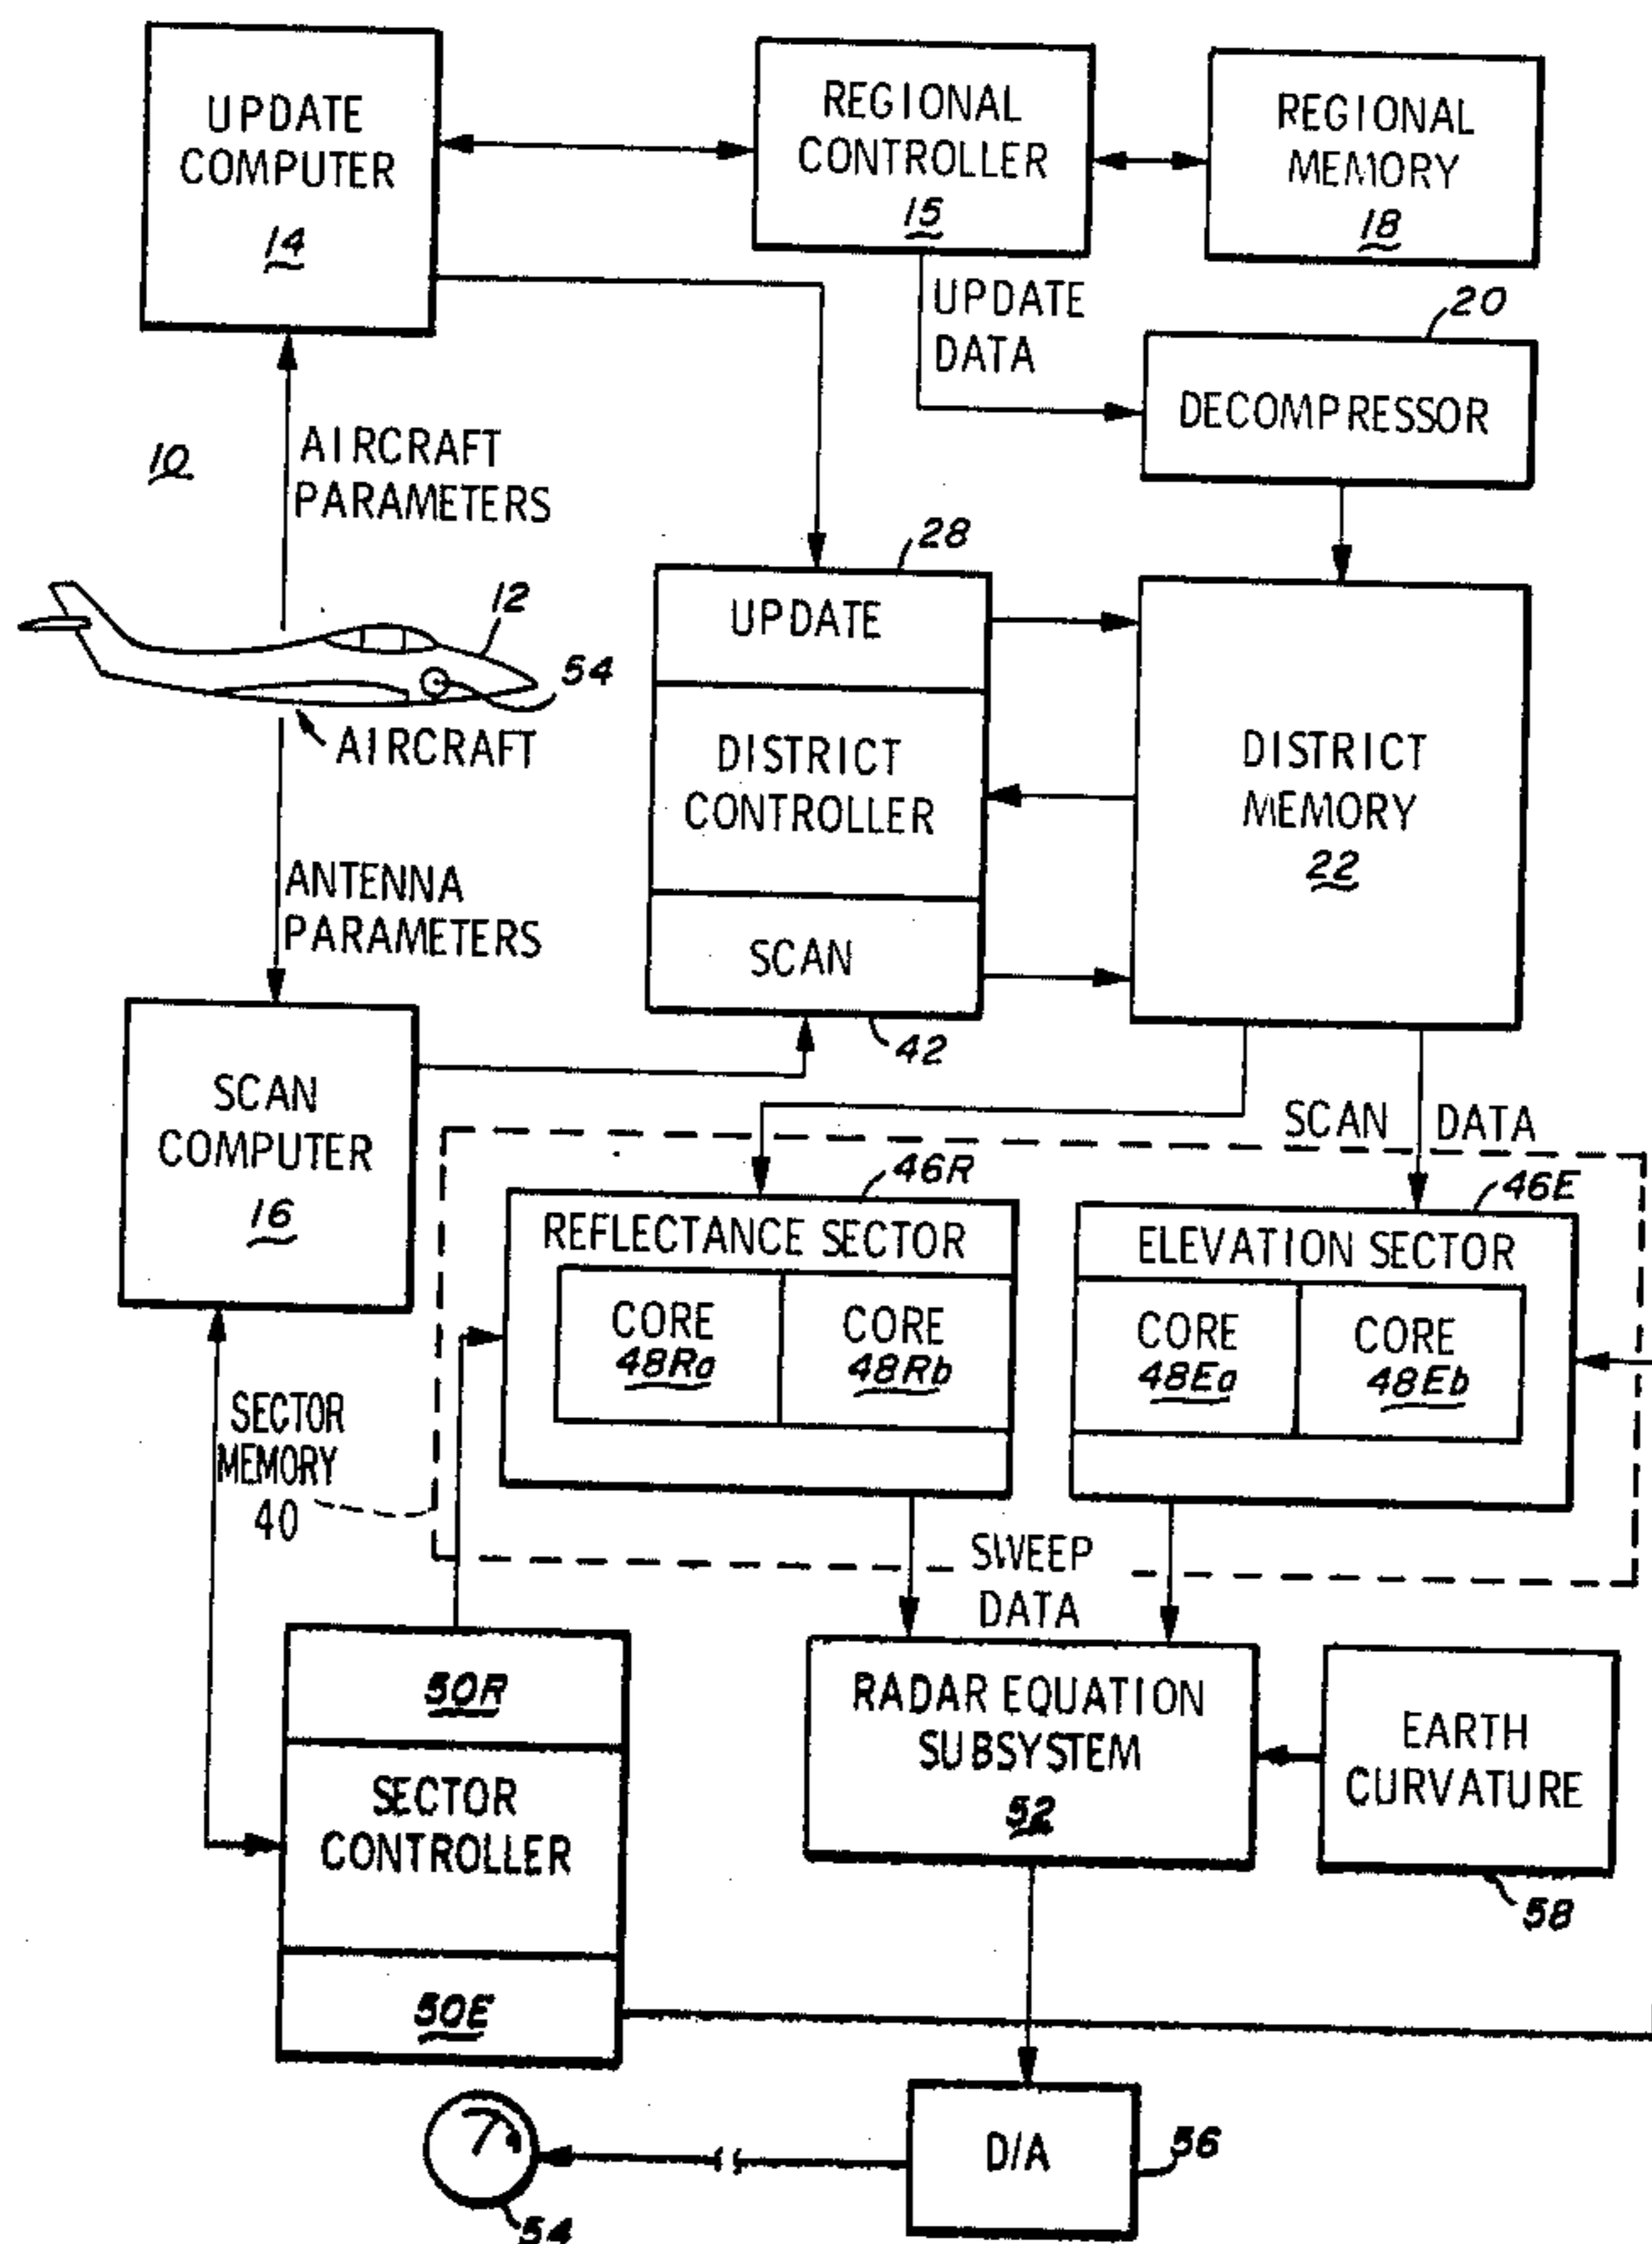 UPDATE
COMPUTER
14
REGIONAL
CONTROLLER
15
REGIONAL
MEMORY
18
UPDATE
DATA
20
DECOMPRESSOR
10
AIRCRAFT
PARAMETERS
12
54
AIRCRAFT
28
UPDATE
DISTRICT
CONTROLLER
SCAN
42
DISTRICT
MEMORY
22
ANTENNA
PARAMETERS
SCAN
COMPUTER
16
SCAN DATA
46R
REFLECTANCE SECTOR
CORE
48Ra
CORE
48Rb
46E
ELEVATION SECTOR
CORE
48Ea
CORE
48Eb
SECTOR
MEMORY
40
SWEEP
DATA
50R
SECTOR
CONTROLLER
50E
RADAR EQUATION
SUBSYSTEM
52
EARTH
CURVATURE
58
D/A
56
54